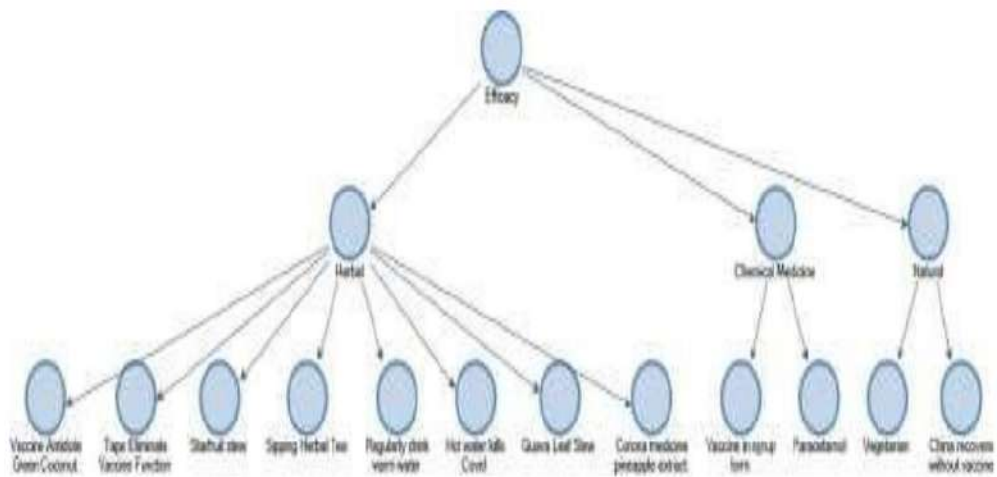 Efficacy
Herbal
Chemical Medicine
Natural
Vaccine Antidote
Green Coconut
Tape Eliminate
Vaccine Function
Starfruit stew
Sipping Herbal Tea
Regularly drink
warm water
Hot water kills
Covid
Guava Leaf Stew
Corona medicine
pineapple extract
Vaccine in syrup
form
Paracetamol
Vegetarian
China recovers
without vaccine